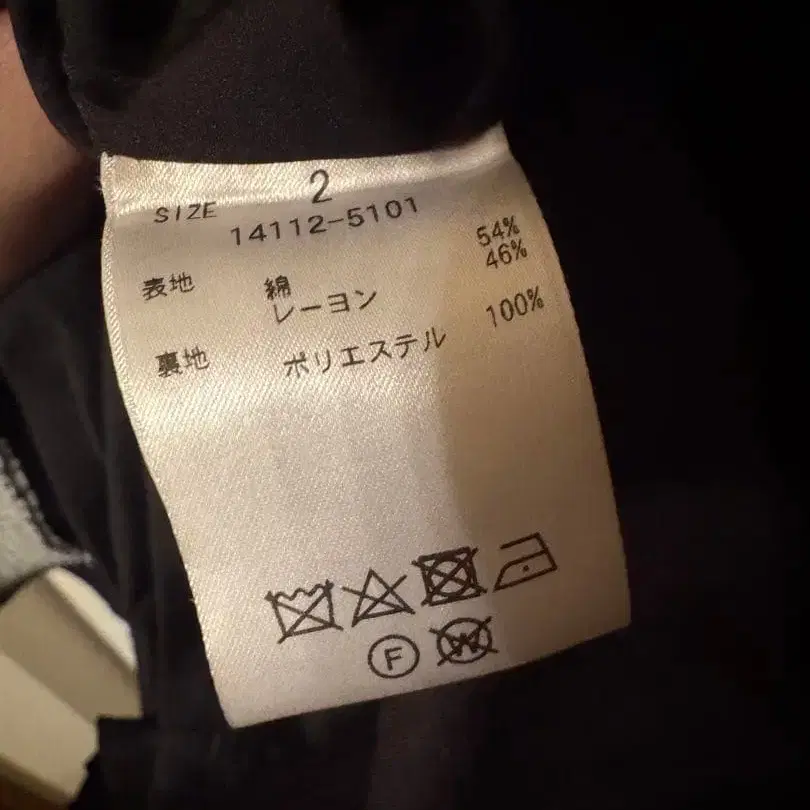 SIZE 2
14112-5101
表地 綿 54%
レーヨン 46%
裏地 ポリエステル 100%
F
W